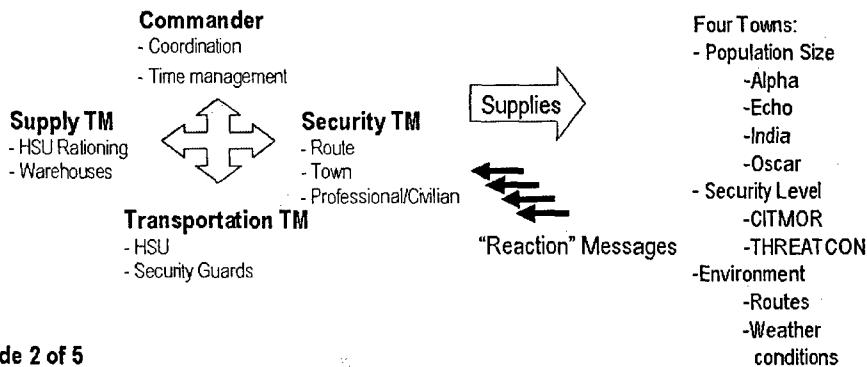 Commander
- Coordination
- Time management
Supply TM
- HSU Rationing
- Warehouses
Security TM
- Route
- Town
- Professional/Civilian
Transportation TM
- HSU
- Security Guards
Supplies
"Reaction" Messages
Four Towns:
- Population Size
-Alpha
-Echo
-India
-Oscar
- Security Level
-CITMOR
-THREATCON
-Environment
-Routes
-Weather
conditions
de 2 of 5